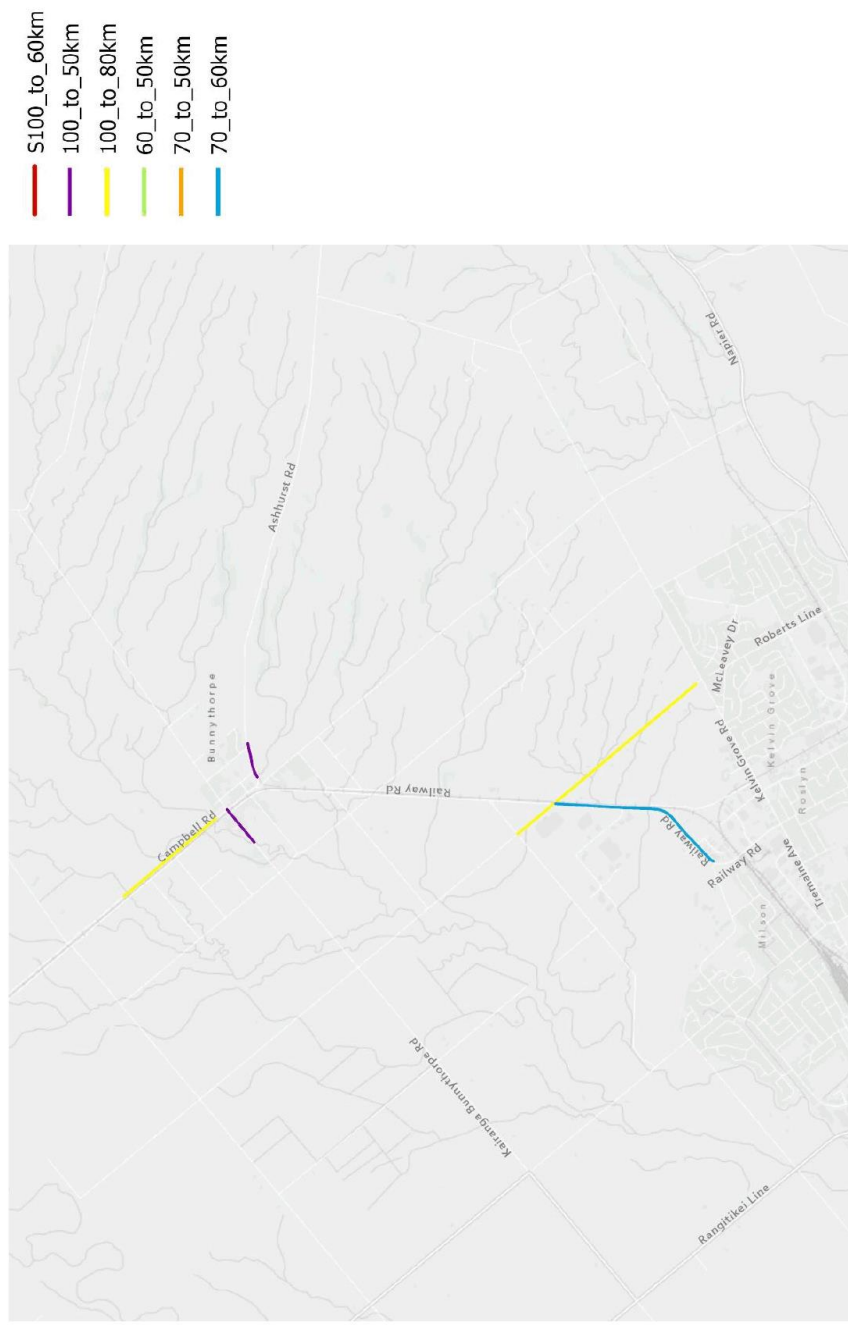 S100_to_60km
100_to_50km
100_to_80km
60_to_50km
70_to_50km
70_to_60km
Ashhurst Rd
Napier Rd
Bunnythorpe
Campbell Rd
Railway Rd
McLeavey Dr
Roberts Line
Kelvin Grove Rd
Kelvin Grove
Roslyn
Railway Rd
Railway Rd
Tremaine Ave
Milson
Kairanga Bunnythorpe Rd
Rangitikei Line